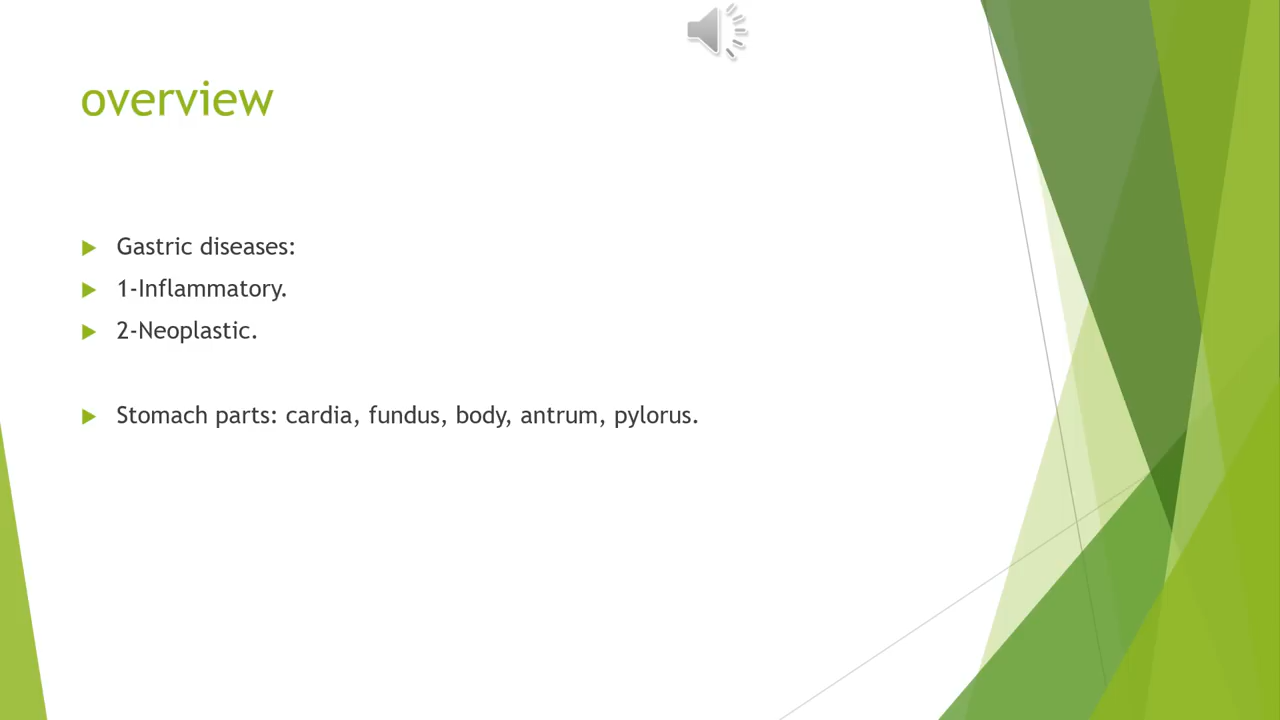 overview
Gastric diseases:
1-Inflammatory.
2-Neoplastic.
Stomach parts: cardia, fundus, body, antrum, pylorus.